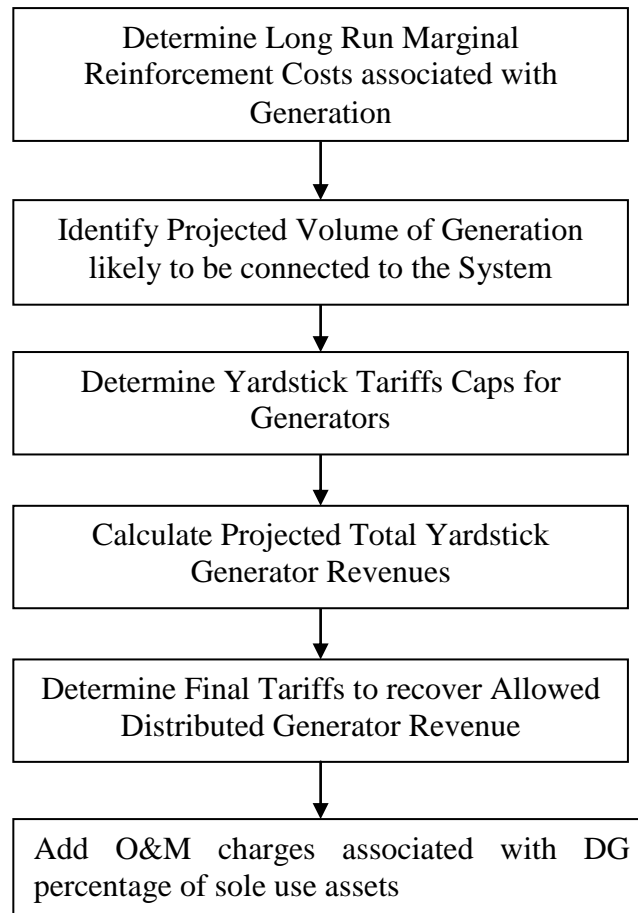 Determine Long Run Marginal
Reinforcement Costs associated with
Generation
Identify Projected Volume of Generation
likely to be connected to the System
Determine Yardstick Tariffs Caps for
Generators
Calculate Projected Total Yardstick
Generator Revenues
Determine Final Tariffs to recover Allowed
Distributed Generator Revenue
Add O&M charges associated with DG
percentage of sole use assets